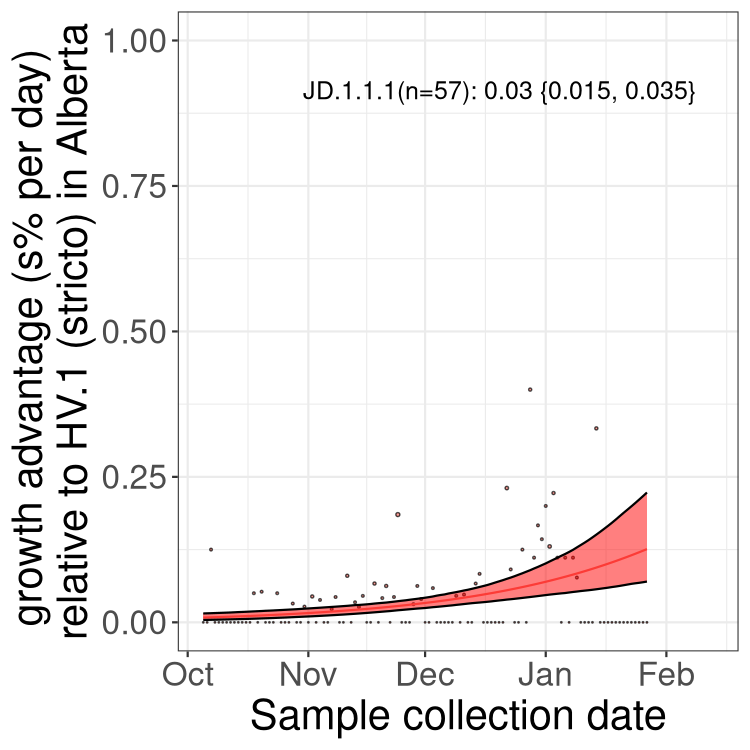 growth advantage (s% per day)
relative to HV.1 (stricto) in Alberta
1.00
0.75
0.50
0.25
0.00
JD.1.1.1(n=57): 0.03 {0.015, 0.035}
Oct Nov Dec Jan Feb
Sample collection date